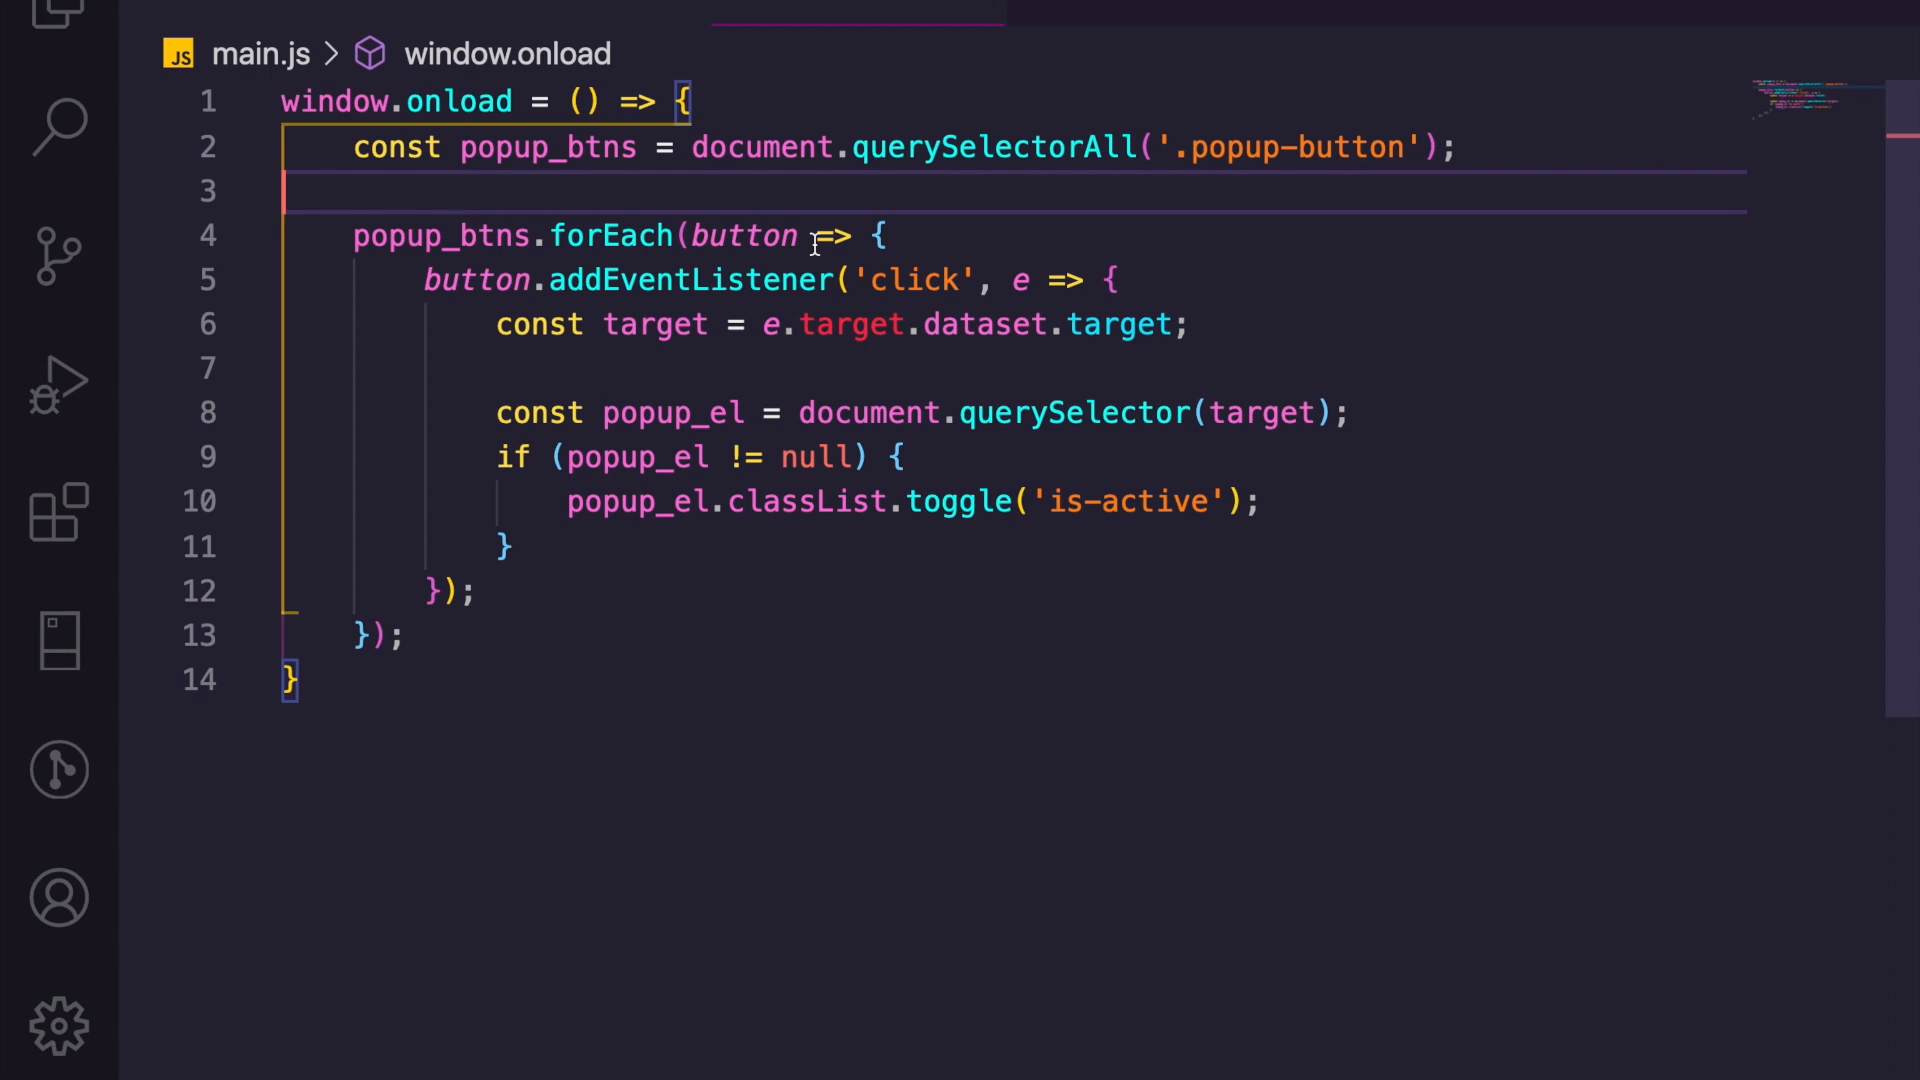 JS main.js > window.onload
1 window.onload = () => {
2     const popup_btns = document.querySelectorAll('.popup-button');
3
4     popup_btns.forEach(button => {
5         button.addEventListener('click', e => {
6             const target = e.target.dataset.target;
7
8             const popup_el = document.querySelector(target);
9             if (popup_el != null) {
10                 popup_el.classList.toggle('is-active');
11             }
12         });
13     });
14 }